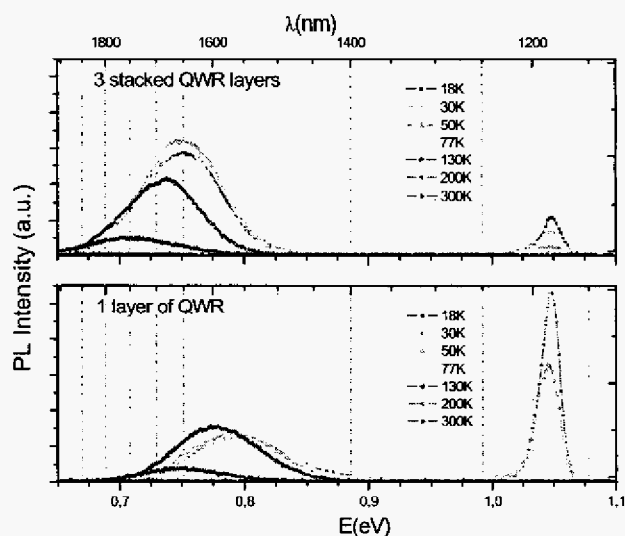 λ(nm)
1800 1600 1400 1200
3 stacked QWR layers
18K
30K
50K
77K
130K
200K
300K
PL Intensity (a.u.)
1 layer of QWR
18K
30K
50K
77K
130K
200K
300K
0,7 0,8 0,9 1,0 1,1
E(eV)